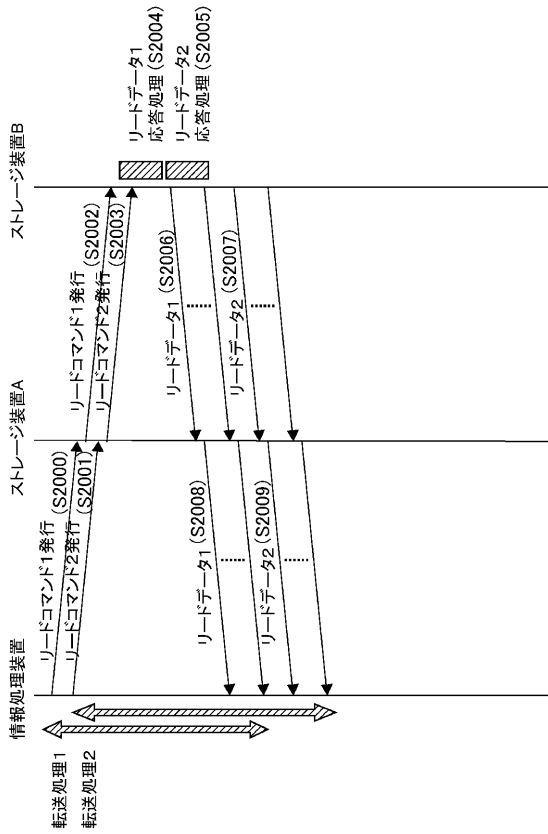 情報処理装置
ストレージ装置A
ストレージ装置B
転送処理1
転送処理2
リードコマンド1発行
(S2000)
リードコマンド2発行
(S2001)
リードコマンド1発行
(S2002)
リードコマンド2発行
(S2003)
リードデータ1
応答処理(S2004)
リードデータ2
応答処理(S2005)
リードデータ1(S2006)
リードデータ2(S2007)
リードデータ1(S2008)
リードデータ2(S2009)